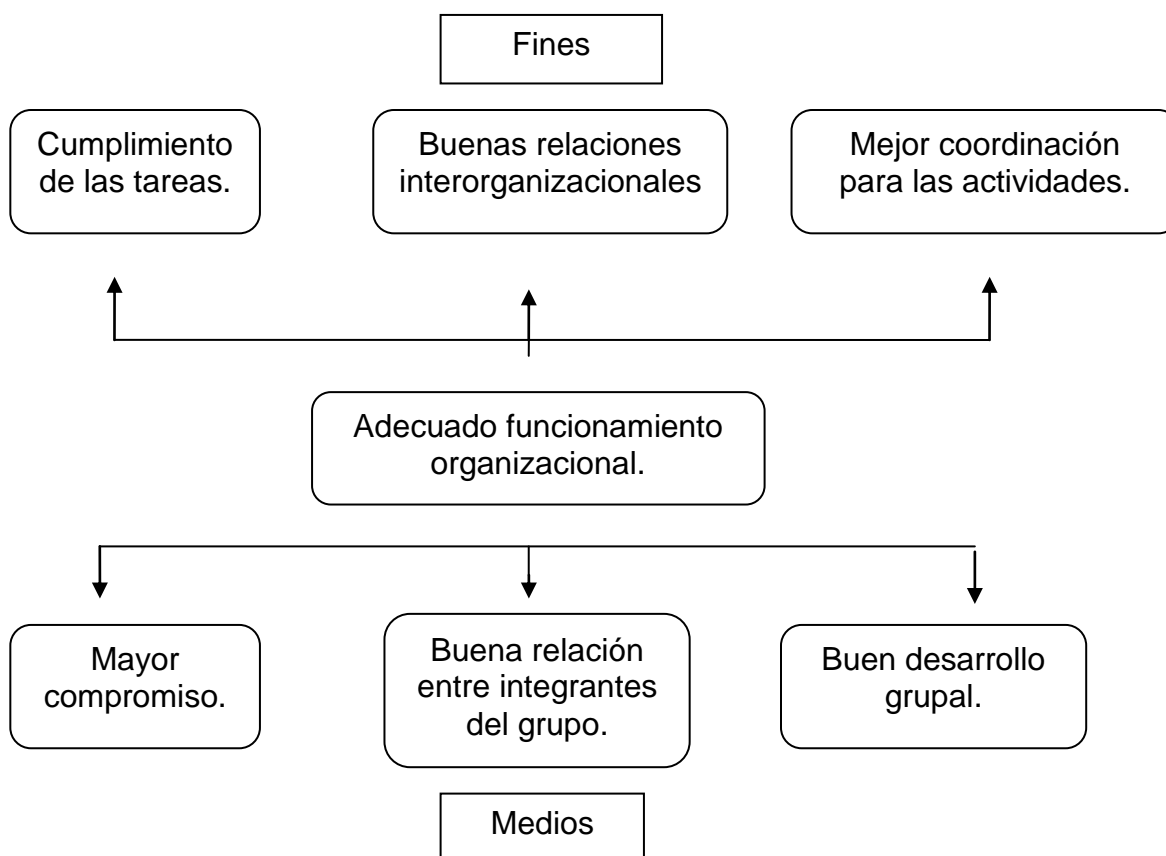 Fines
Cumplimiento
de las tareas.
Buenas relaciones
interorganizacionales
Mejor coordinación
para las actividades.
Adecuado funcionamiento
organizacional.
Mayor
compromiso.
Buena relación
entre integrantes
del grupo.
Buen desarrollo
grupal.
Medios